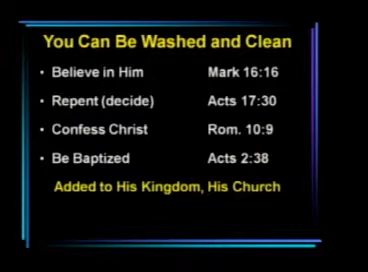 You Can Be Washed and Clean
• Believe in Him Mark 16:16
• Repent (decide) Acts 17:30
• Confess Christ Rom. 10:9
• Be Baptized Acts 2:38
Added to His Kingdom, His Church